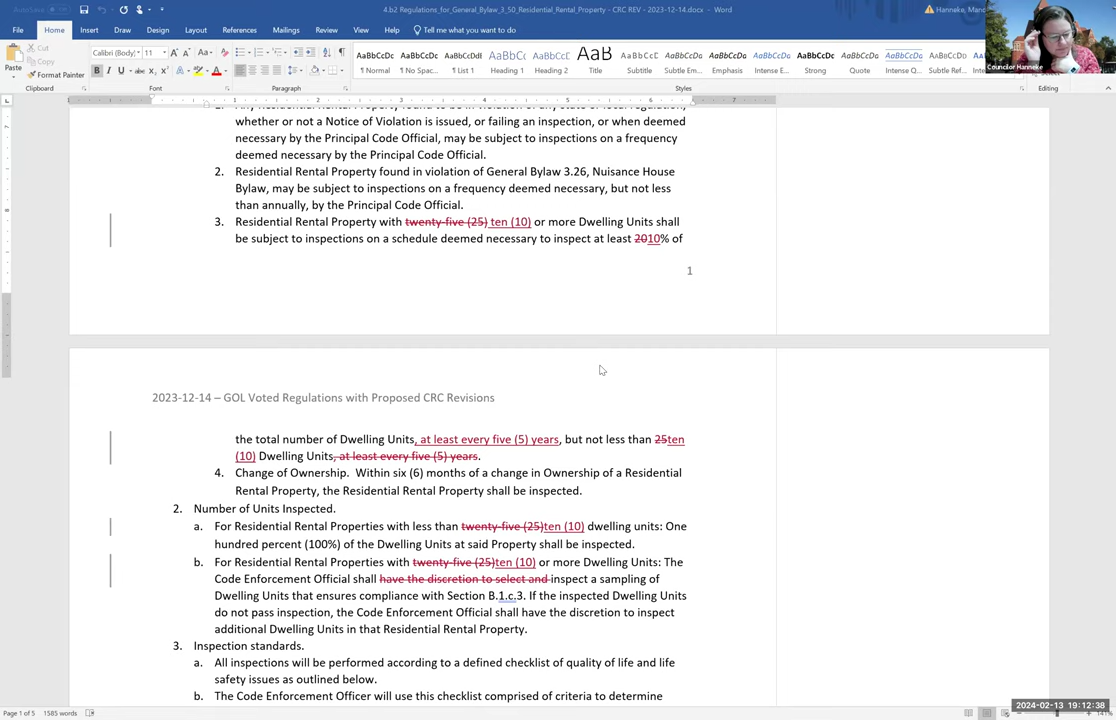 AutoSave
4.b2 Regulations_for_General_Bylaw_3_50_Residential_Rental_Property - CRC REV - 2023-12-14.docx - Word
Hanneke,
File Home Insert Draw Design Layout References Mailings Review View Help Tell me what you want to do
Paste
Cut
Copy
Format Painter
Calibri (Body) 11
AaBbCcDc AaBbCcDc AaBbCcDdI AaBbCc AaBbCcC AaB AaBbCcC AaBbCcDa AaBbCcDa AaBbCcDa AaBbCcDc AaBbCcDa AaBbCcDa AaBbCcDa
¶ Normal ¶ No Spac... ¶ List 1 Heading 1 Heading 2 Title Subtitle Subtle Em... Emphasis Intense E... Strong Quote Intense Q... Subtle Ref...
Clipboard Font Paragraph Styles Editing
Councilor Hanneke
whether or not a Notice of Violation is issued, or failing an inspection, or when deemed
necessary by the Principal Code Official, may be subject to inspections on a frequency
deemed necessary by the Principal Code Official.
2. Residential Rental Property found in violation of General Bylaw 3.26, Nuisance House
Bylaw, may be subject to inspections on a frequency deemed necessary, but not less
than annually, by the Principal Code Official.
3. Residential Rental Property with twenty-five (25) ten (10) or more Dwelling Units shall
be subject to inspections on a schedule deemed necessary to inspect at least 2010% of
1
2023-12-14 – GOL Voted Regulations with Proposed CRC Revisions
the total number of Dwelling Units, at least every five (5) years, but not less than 25ten
(10) Dwelling Units, at least every five (5) years.
4. Change of Ownership. Within six (6) months of a change in Ownership of a Residential
Rental Property, the Residential Rental Property shall be inspected.
2. Number of Units Inspected.
a. For Residential Rental Properties with less than twenty-five (25)ten (10) dwelling units: One
hundred percent (100%) of the Dwelling Units at said Property shall be inspected.
b. For Residential Rental Properties with twenty-five (25)ten (10) or more Dwelling Units: The
Code Enforcement Official shall have the discretion to select and inspect a sampling of
Dwelling Units that ensures compliance with Section B.1.c.3. If the inspected Dwelling Units
do not pass inspection, the Code Enforcement Official shall have the discretion to inspect
additional Dwelling Units in that Residential Rental Property.
3. Inspection standards.
a. All inspections will be performed according to a defined checklist of quality of life and life
safety issues as outlined below.
b. The Code Enforcement Officer will use this checklist comprised of criteria to determine
Page 1 of 5 1585 words
2024-02-13 19:12:38
141%